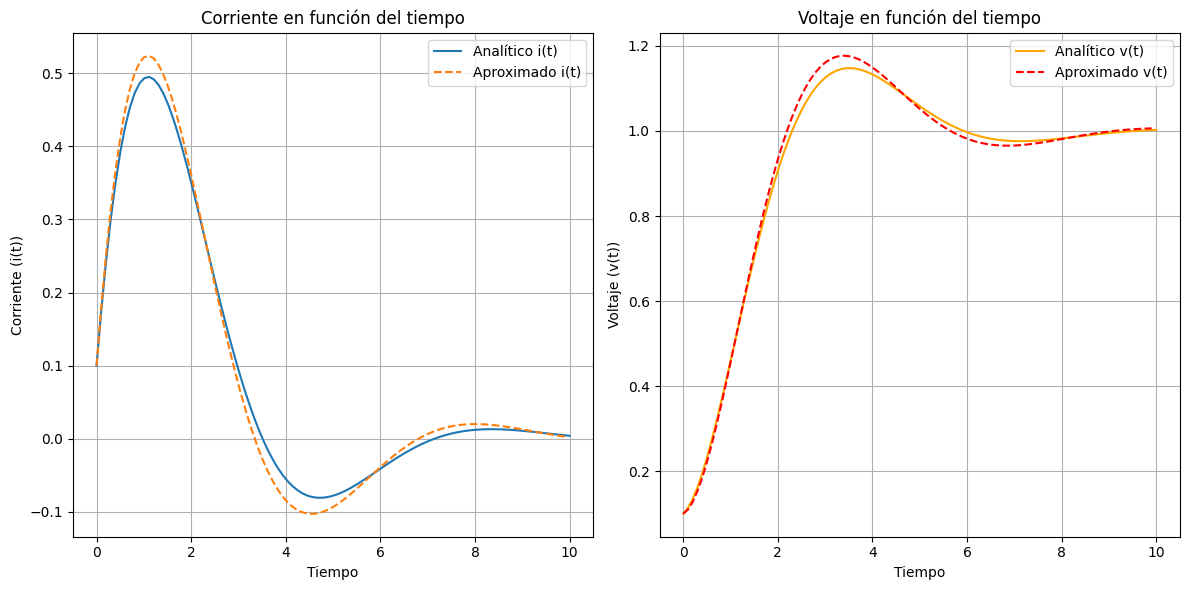 Corriente en función del tiempo
Analítico i(t)
Aproximado i(t)
0.5
0.4
0.3
0.2
0.1
0.0
−0.1
Corriente (i(t))
0 2 4 6 8 10
Tiempo
Voltaje en función del tiempo
Analítico v(t)
Aproximado v(t)
1.2
1.0
0.8
0.6
0.4
0.2
Voltaje (v(t))
0 2 4 6 8 10
Tiempo